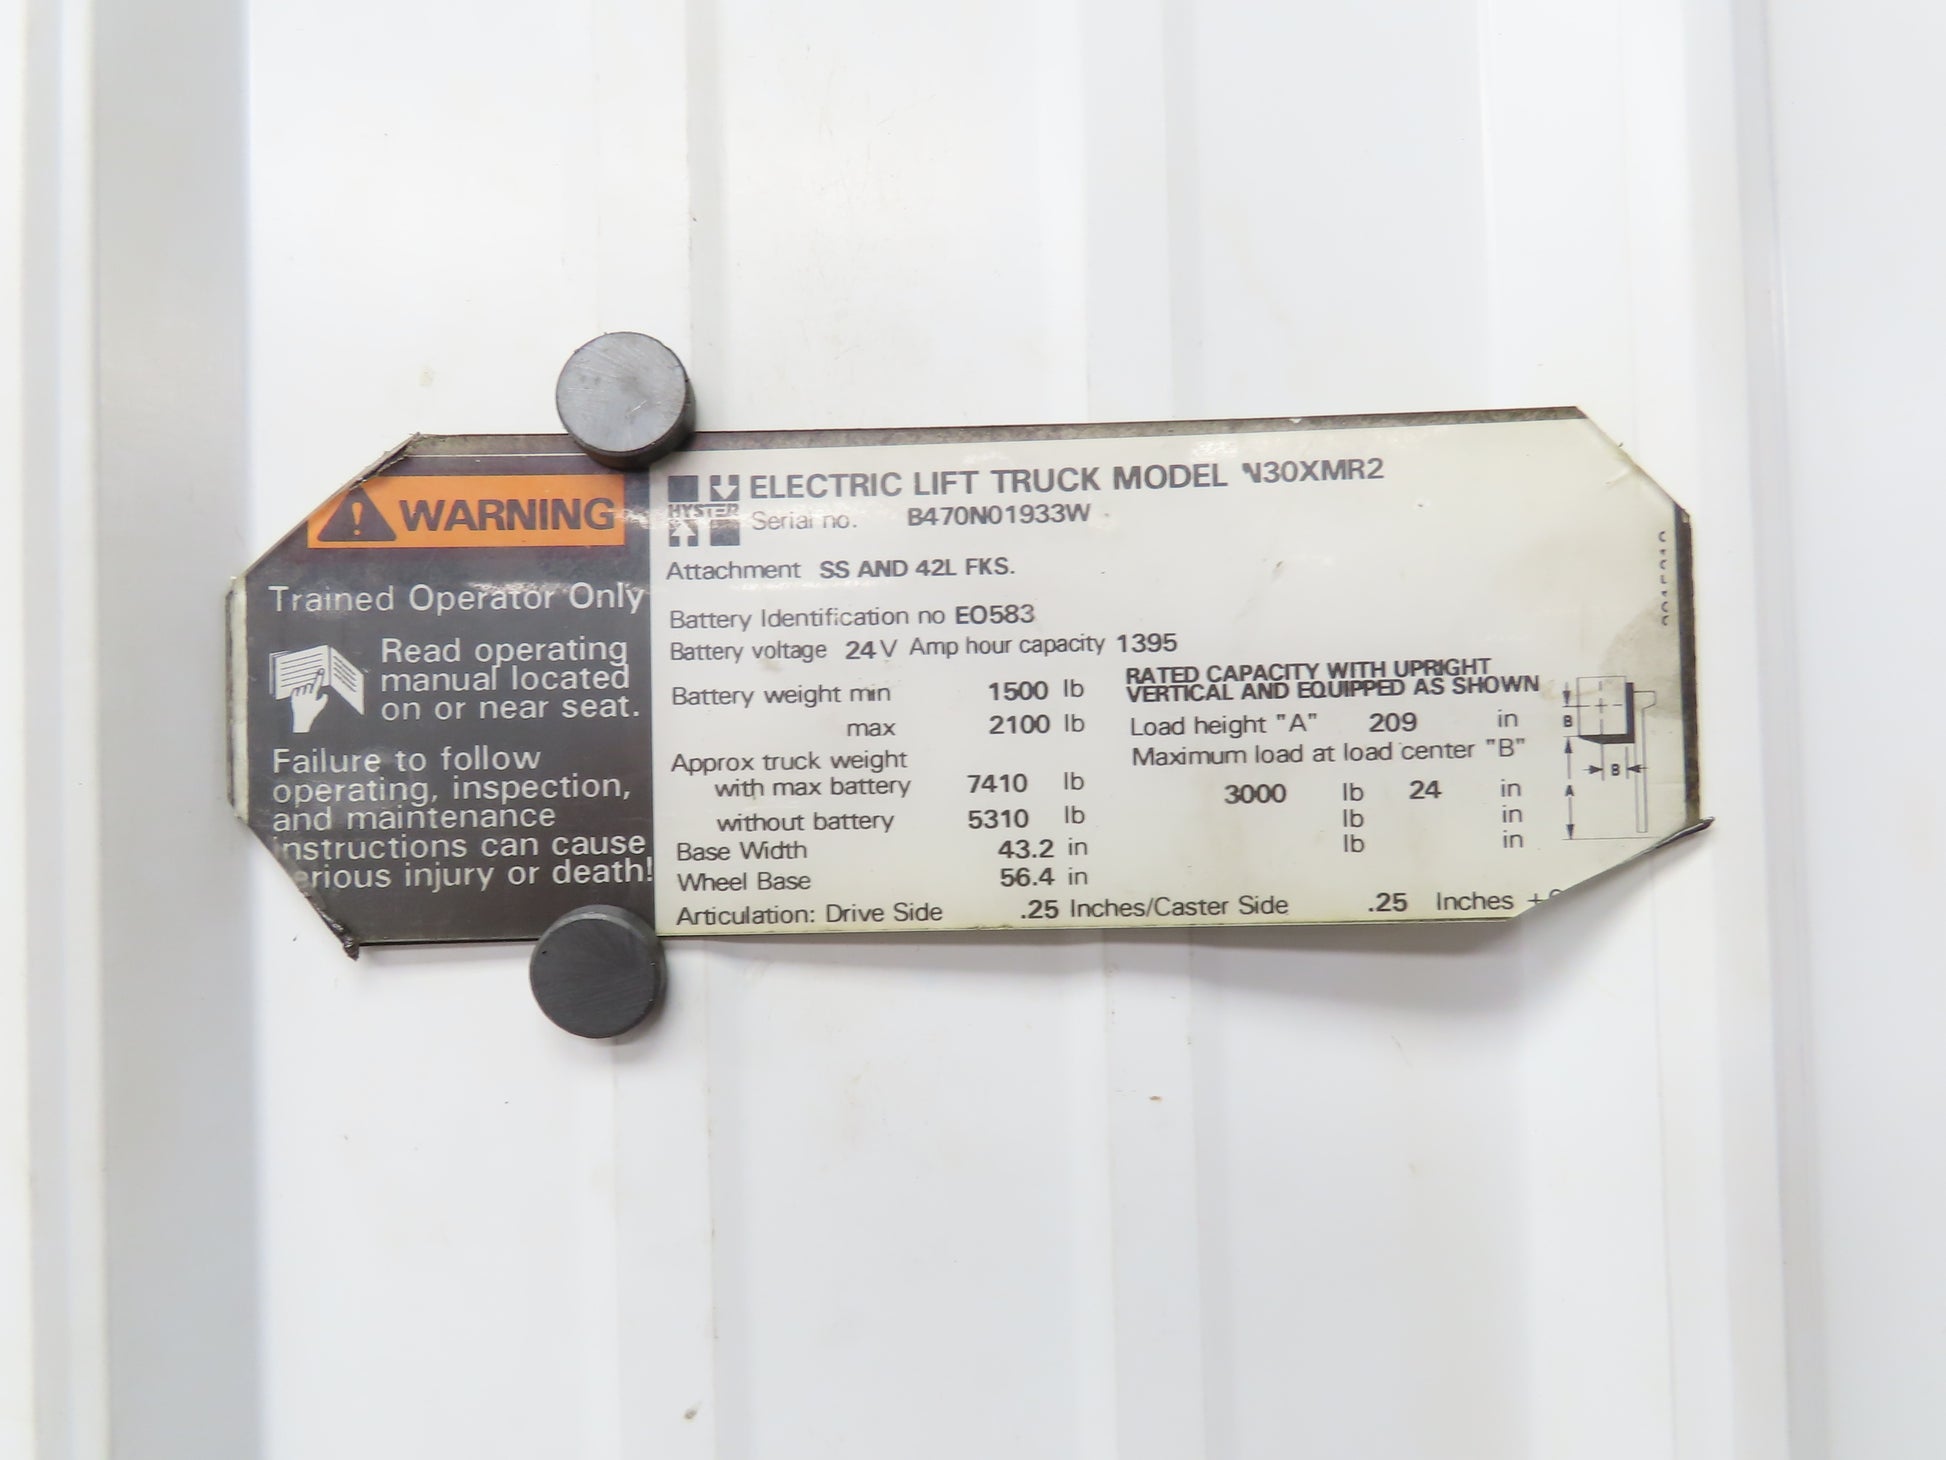 WARNING
Trained Operator Only
Read operating
manual located
on or near seat.
Failure to follow
operating, inspection,
and maintenance
instructions can cause
serious injury or death!
HYSTER
ELECTRIC LIFT TRUCK MODEL N30XMR2
Serial no. B470N01933W
Attachment SS AND 42L FKS.
Battery Identification no EO583
Battery voltage 24 V Amp hour capacity 1395
Battery weight min 1500 lb
max 2100 lb
Approx truck weight
with max battery 7410 lb
without battery 5310 lb
Base Width 43.2 in
Wheel Base 56.4 in
Articulation: Drive Side .25 Inches/Caster Side .25 Inches +
RATED CAPACITY WITH UPRIGHT
VERTICAL AND EQUIPPED AS SHOWN
Load height "A" 209 in
Maximum load at load center "B"
3000 lb 24 in
lb in
lb in
B
B
A